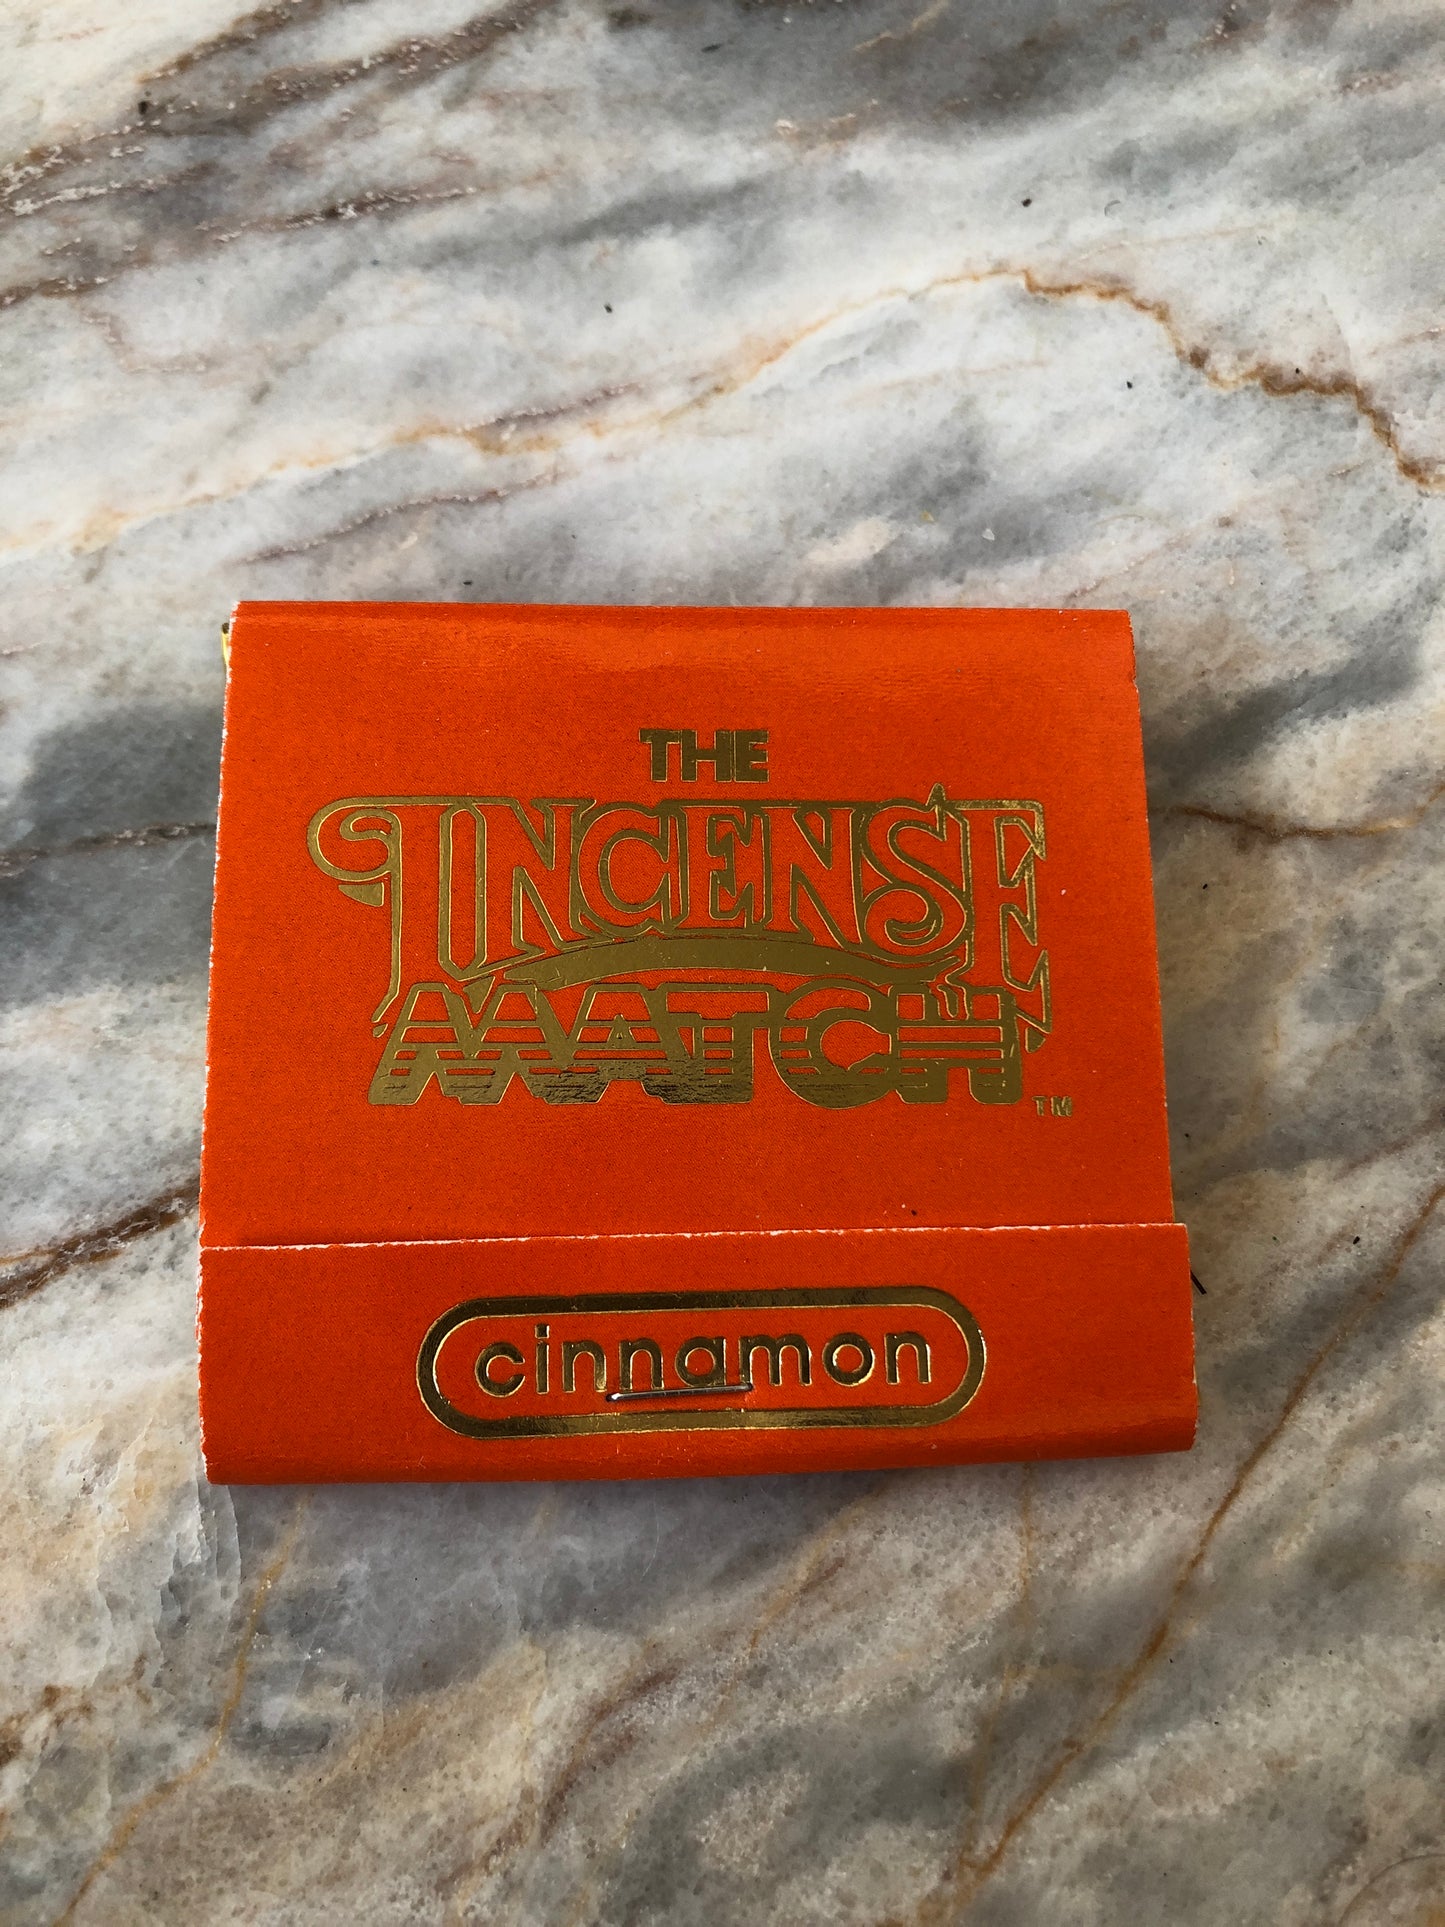 THE
INCENSE
MATCH TM
cinnamon